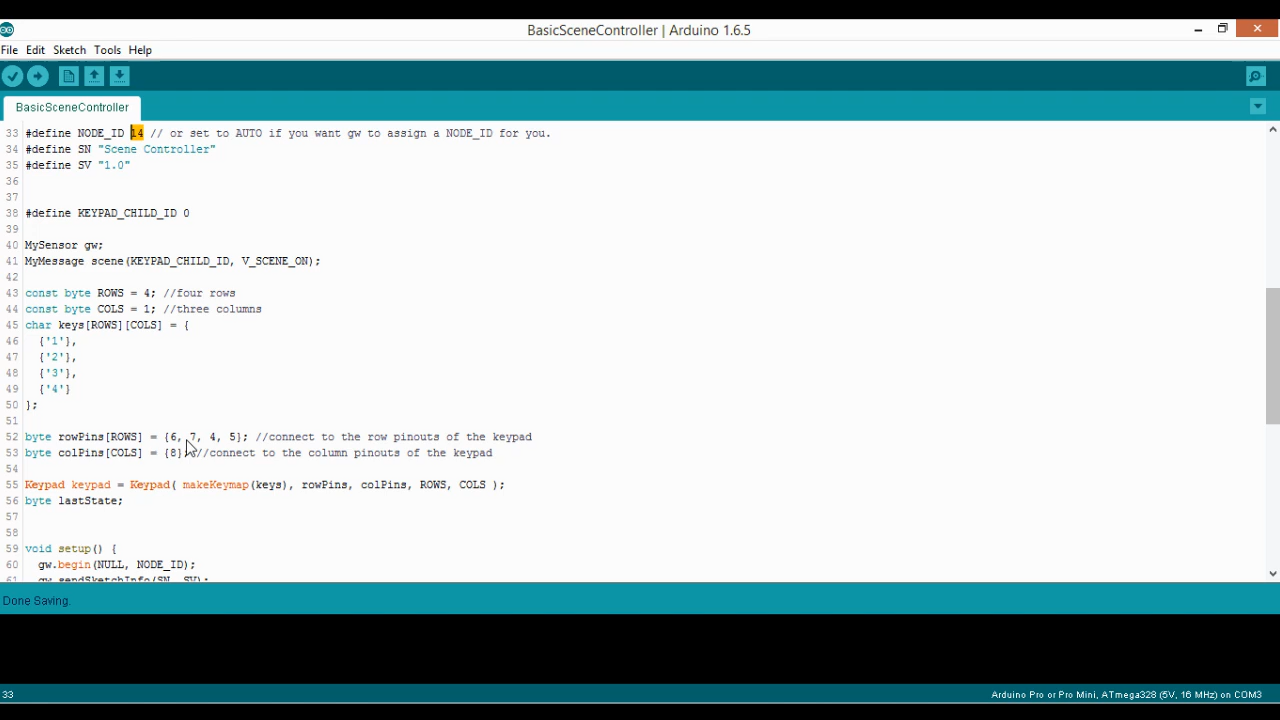 BasicSceneController | Arduino 1.6.5
File Edit Sketch Tools Help
BasicSceneController
33 #define NODE_ID 14 // or set to AUTO if you want gw to assign a NODE_ID for you.
34 #define SN "Scene Controller"
35 #define SV "1.0"
36
37
38 #define KEYPAD_CHILD_ID 0
39
40 MySensor gw;
41 MyMessage scene(KEYPAD_CHILD_ID, V_SCENE_ON);
42
43 const byte ROWS = 4; //four rows
44 const byte COLS = 1; //three columns
45 char keys[ROWS][COLS] = {
46 {'1'},
47 {'2'},
48 {'3'},
49 {'4'}
50 };
51
52 byte rowPins[ROWS] = {6, 7, 4, 5}; //connect to the row pinouts of the keypad
53 byte colPins[COLS] = {8}; //connect to the column pinouts of the keypad
54
55 Keypad keypad = Keypad( makeKeymap(keys), rowPins, colPins, ROWS, COLS );
56 byte lastState;
57
58
59 void setup() {
60 gw.begin(NULL, NODE_ID);
61 gw.sendSketchInfo(SN, SV);
Done Saving.
33
Arduino Pro or Pro Mini, ATmega328 (5V, 16 MHz) on COM3